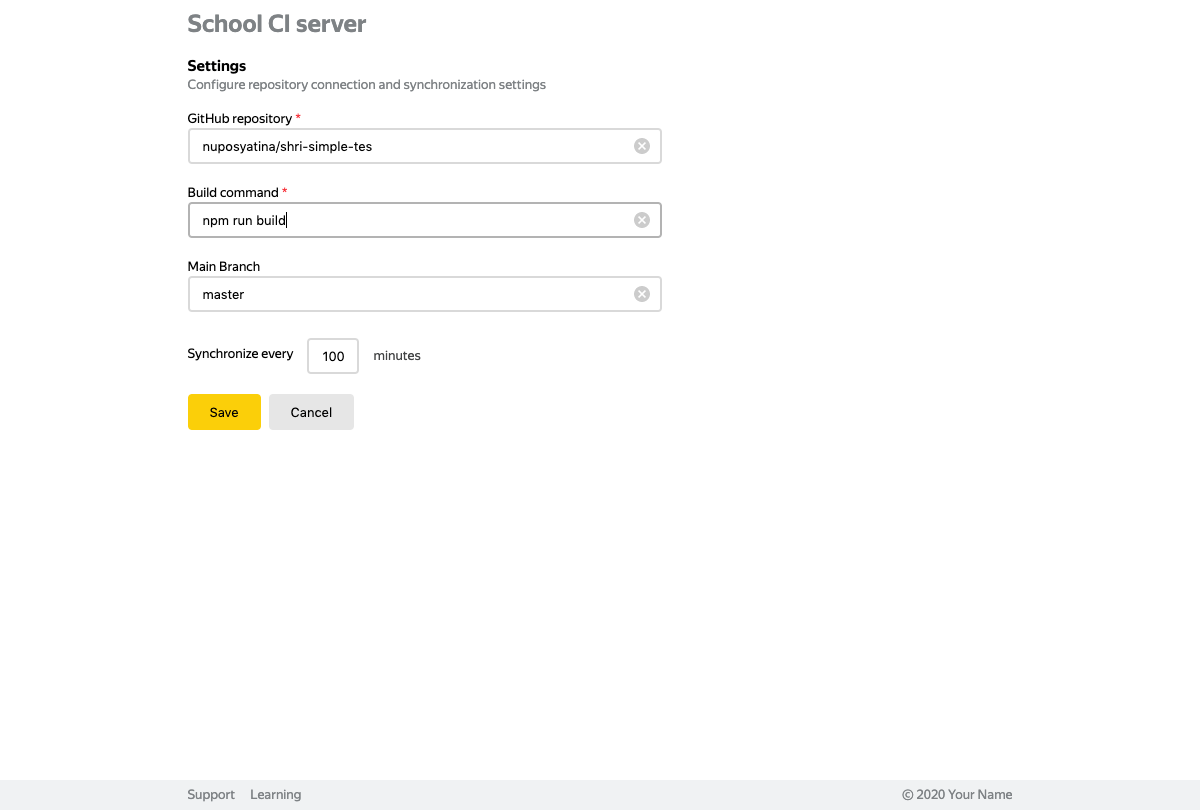 School CI server
Settings
Configure repository connection and synchronization settings
GitHub repository *
nuposyatina/shri-simple-tes
Build command *
npm run build
Main Branch
master
Synchronize every 100 minutes
Save Cancel
Support Learning © 2020 Your Name